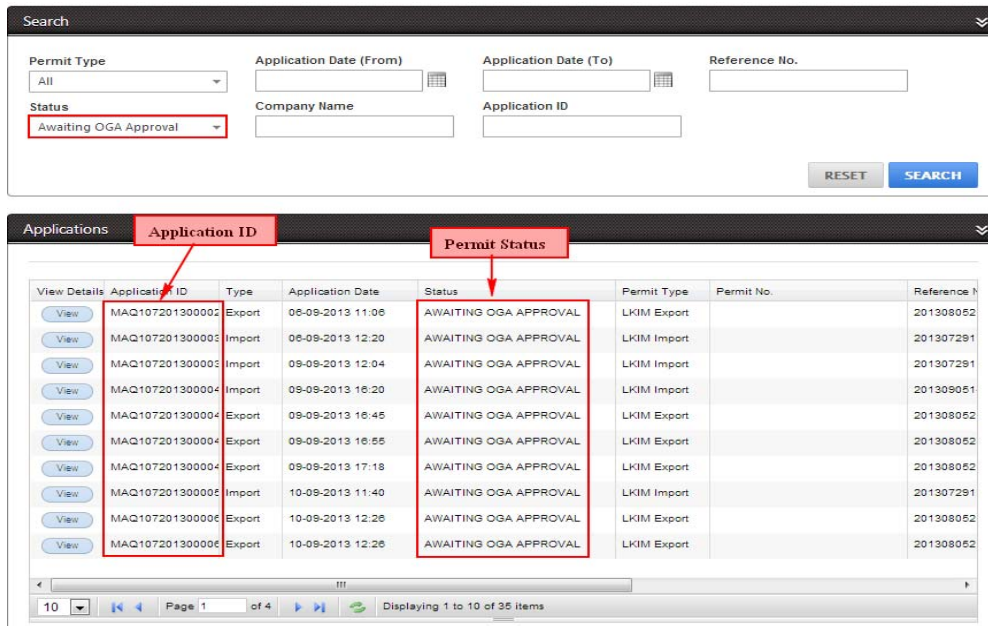 Search
Permit Type Application Date (From) Application Date (To) Reference No.
All
Status Company Name Application ID
Awaiting OGA Approval
RESET SEARCH
Applications Application ID Permit Status
View Details Application ID Type Application Date Status Permit Type Permit No. Reference N
View MAQ107201300002 Export 06-09-2013 11:06 AWAITING OGA APPROVAL LKIM Export 201308052
View MAQ107201300003 Import 06-09-2013 12:20 AWAITING OGA APPROVAL LKIM Import 201307291
View MAQ107201300003 Import 09-09-2013 12:04 AWAITING OGA APPROVAL LKIM Import 201307291
View MAQ107201300004 Import 09-09-2013 16:20 AWAITING OGA APPROVAL LKIM Import 201309051
View MAQ107201300004 Export 09-09-2013 16:45 AWAITING OGA APPROVAL LKIM Export 201308052
View MAQ107201300004 Export 09-09-2013 16:55 AWAITING OGA APPROVAL LKIM Export 201308052
View MAQ107201300004 Export 09-09-2013 17:18 AWAITING OGA APPROVAL LKIM Export 201308052
View MAQ107201300005 Import 10-09-2013 11:40 AWAITING OGA APPROVAL LKIM Import 201307291
View MAQ107201300006 Export 10-09-2013 12:26 AWAITING OGA APPROVAL LKIM Export 201308052
View MAQ107201300006 Export 10-09-2013 12:26 AWAITING OGA APPROVAL LKIM Export 201308052
10 Page 1 of 4 Displaying 1 to 10 of 35 items